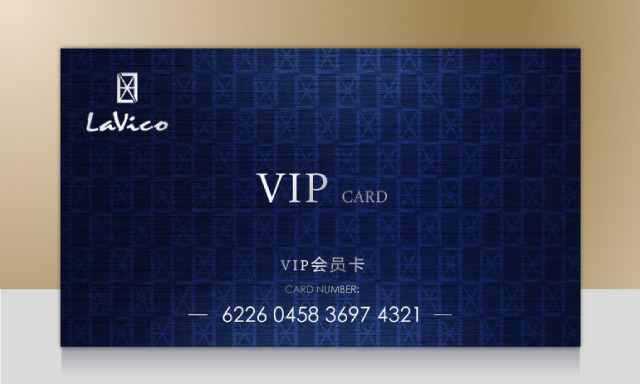 LaVico
VIP CARD
VIP会员卡
CARD NUMBER:
— 6226 0458 3697 4321 —